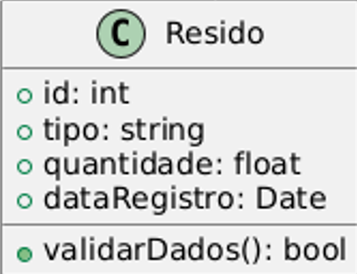 C Resido
id: int
tipo: string
quantidade: float
dataRegistro: Date
validarDados(): bool